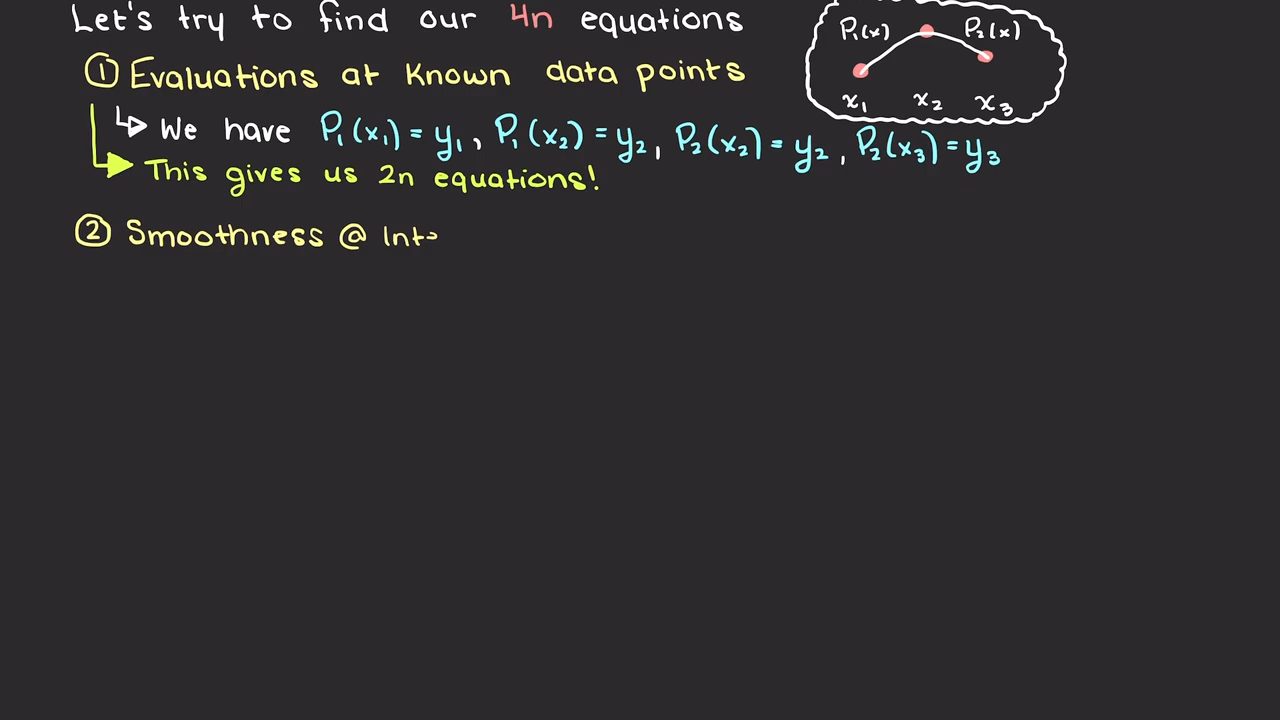 Let's try to find our 4n equations
P₁(x) P₂(x)
x₁ x₂ x₃
① Evaluations at known data points
We have P₁(x₁) = y₁, P₁(x₂) = y₂, P₂(x₂) = y₂, P₂(x₃) = y₃
This gives us 2n equations!
② Smoothness @ Int